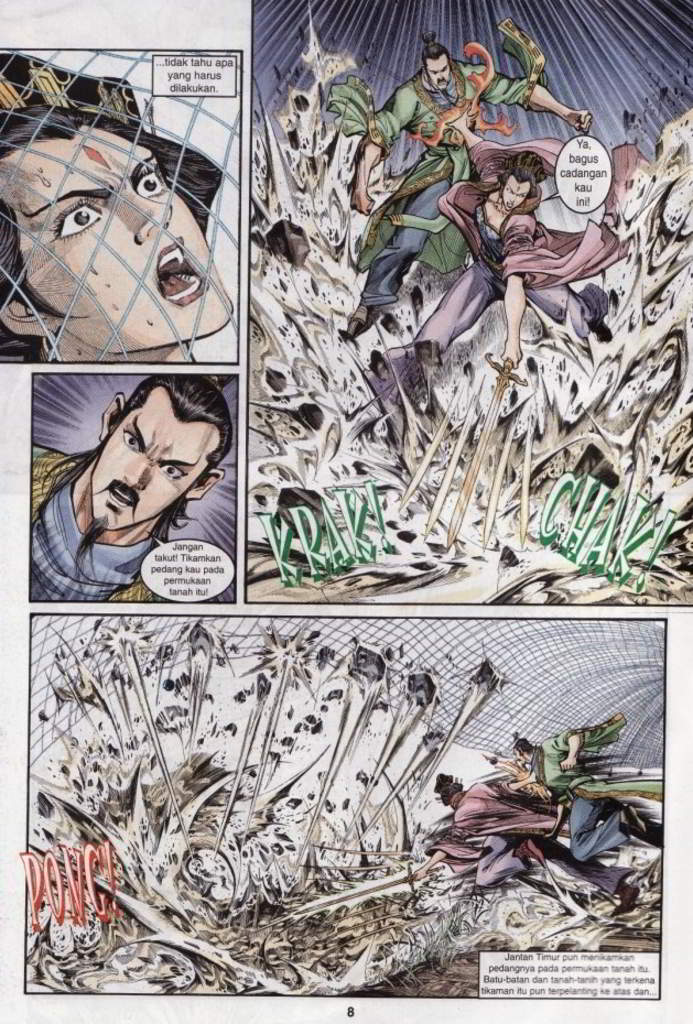 ...tidak tahu apa
yang harus
dilakukan.
Jangan
takut! Tikamkan
pedang kau pada
permukaan
tanah itu!
Ya,
bagus
cadangan
kau
ini!
KRAK!
CHAK!
PONG!
Jantan Timur pun menikamkan
pedangnya pada permukaan tanah itu.
Batu-batan dan tanah-tanih yang terkena
tikaman itu pun terpelanting ke atas dan...
8